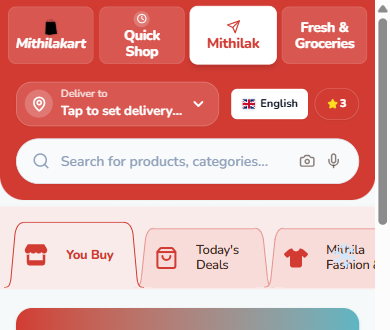 Mithilakart
Quick
Shop
Mithilak
Fresh &
Groceries
Deliver to
Tap to set delivery...
English
3
Search for products, categories...
You Buy
Today's
Deals
Mithila
Fashion &